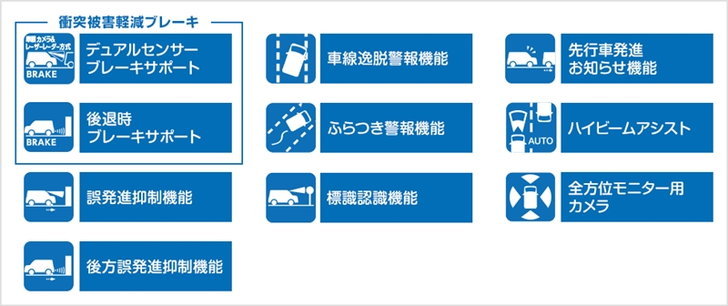 衝突被害軽減ブレーキ
単眼カメラ&
レーザーレーダー方式
BRAKE
デュアルセンサー
ブレーキサポート
BRAKE
後退時
ブレーキサポート
誤発進抑制機能
後方誤発進抑制機能
車線逸脱警報機能
ふらつき警報機能
標識認識機能
先行車発進
お知らせ機能
AUTO
ハイビームアシスト
全方位モニター用
カメラ